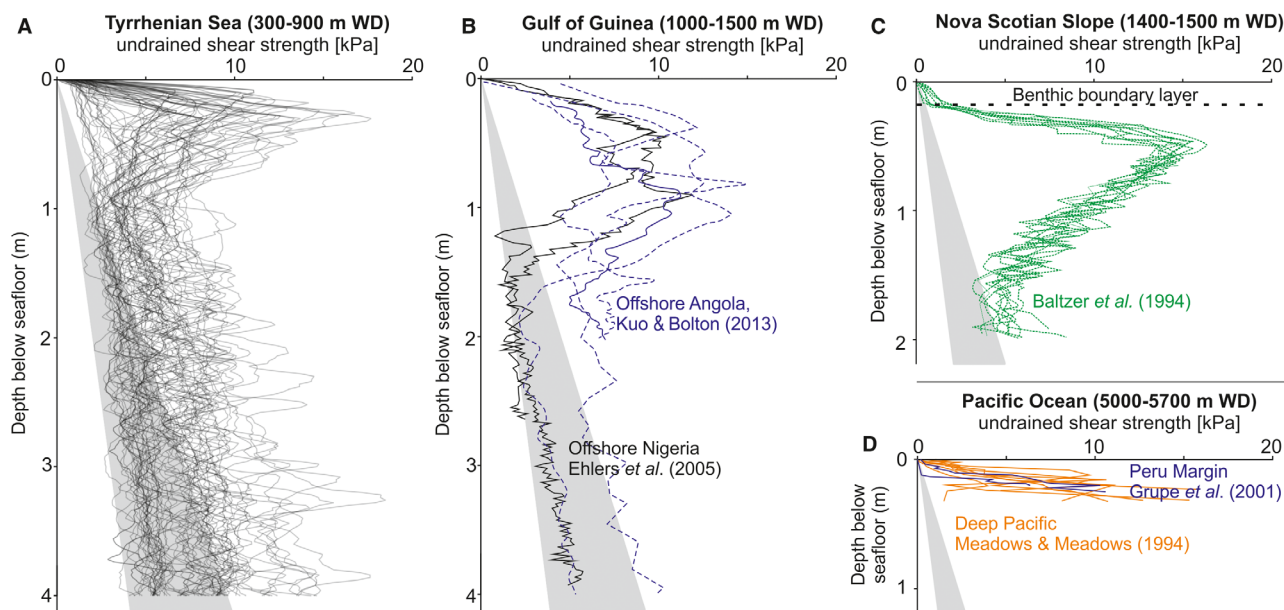 A
Tyrrhenian Sea (300-900 m WD)
undrained shear strength [kPa]
0 10 20
0
1
2
3
4
Depth below seafloor (m)
B
Gulf of Guinea (1000-1500 m WD)
undrained shear strength [kPa]
0 10 20
0
1
2
3
4
Depth below seafloor (m)
Offshore Angola,
Kuo & Bolton (2013)
Offshore Nigeria
Ehlers et al. (2005)
C
Nova Scotian Slope (1400-1500 m WD)
undrained shear strength [kPa]
0 10 20
0
1
2
Depth below seafloor (m)
Benthic boundary layer
Baltzer et al. (1994)
D
Pacific Ocean (5000-5700 m WD)
undrained shear strength [kPa]
0 10 20
0
1
Depth below
seafloor (m)
Peru Margin
Grupe et al. (2001)
Deep Pacific
Meadows & Meadows (1994)